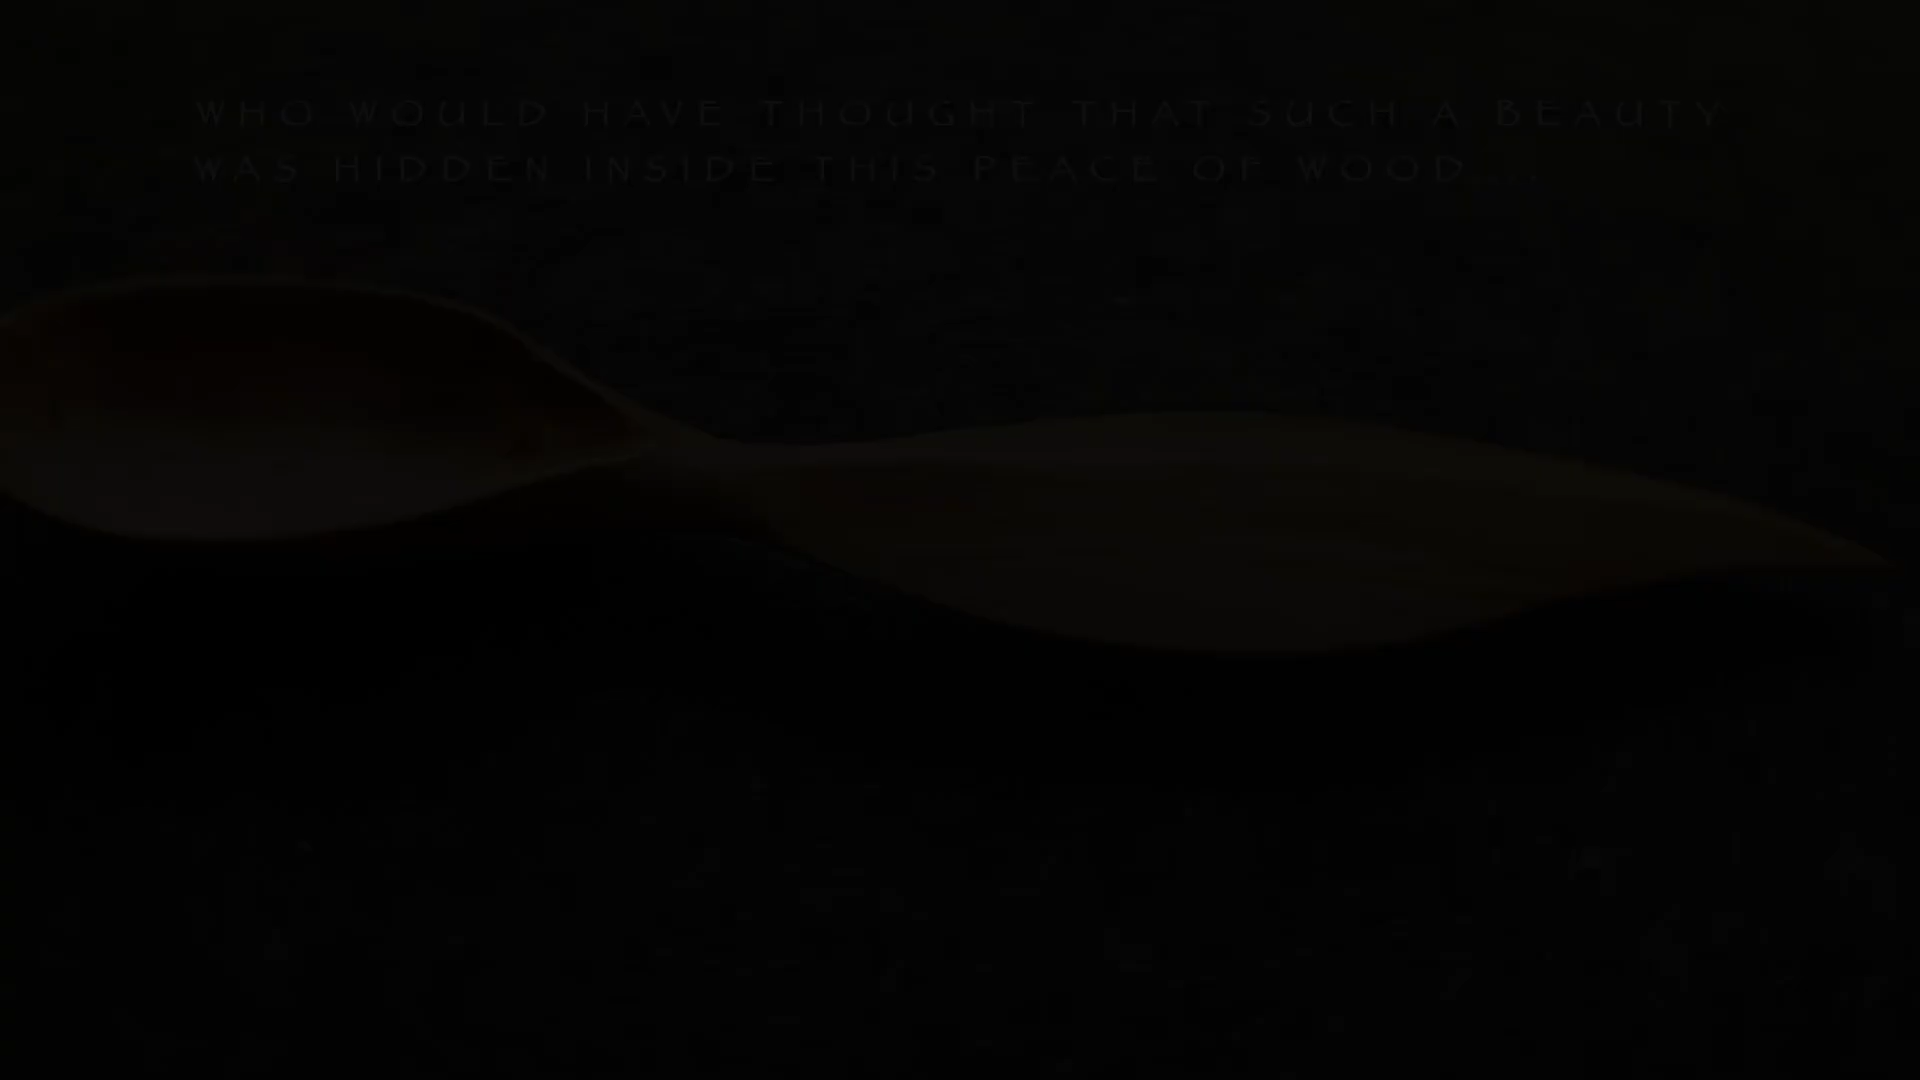 WHO WOULD HAVE THOUGHT THAT SUCH A BEAUTY
WAS HIDDEN INSIDE THIS PEACE OF WOOD....